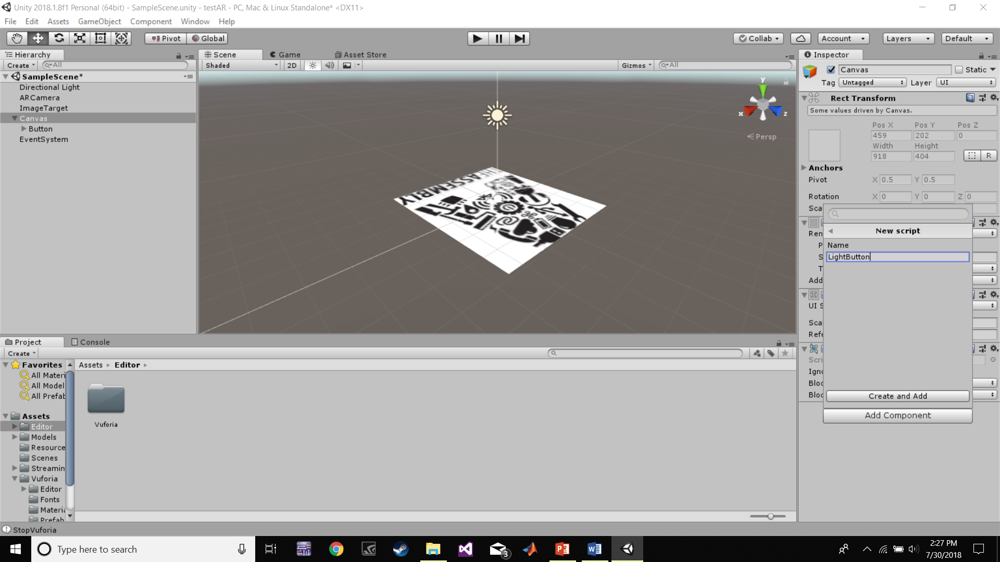 Unity 2018.1.8f1 Personal (64bit) - SampleScene.unity - testAR - PC, Mac & Linux Standalone* <DX11>
File Edit Assets GameObject Component Window Help
Pivot Global Collab Account Layers Default
Hierarchy
Create All
SampleScene*
Directional Light
ARCamera
ImageTarget
Canvas
Button
EventSystem
Scene Game Asset Store
Shaded 2D Gizmos All
y
x z
Persp
ASSEMBLY
Inspector
Canvas Static
Tag Untagged Layer UI
Rect Transform
Some values driven by Canvas.
Pos X Pos Y Pos Z
459 202 0
Width Height
918 404 R
Anchors
Pivot X 0.5 Y 0.5
Rotation X 0 Y 0 Z 0
Sca
Ren
P
S
T
Add
UI S
Sca
Refe
Scri
Igno
Bloc
Bloc
New script
Name
LightButton
Create and Add
Add Component
Project Console
Create
Favorites
All Materi
All Model
All Prefab
Assets
Editor
Models
Resource
Scenes
Streamin
Vuforia
Editor
Fonts
Materia
Prefab
Assets Editor
Vuforia
StopVuforia
Type here to search
3
2:27 PM
7/30/2018